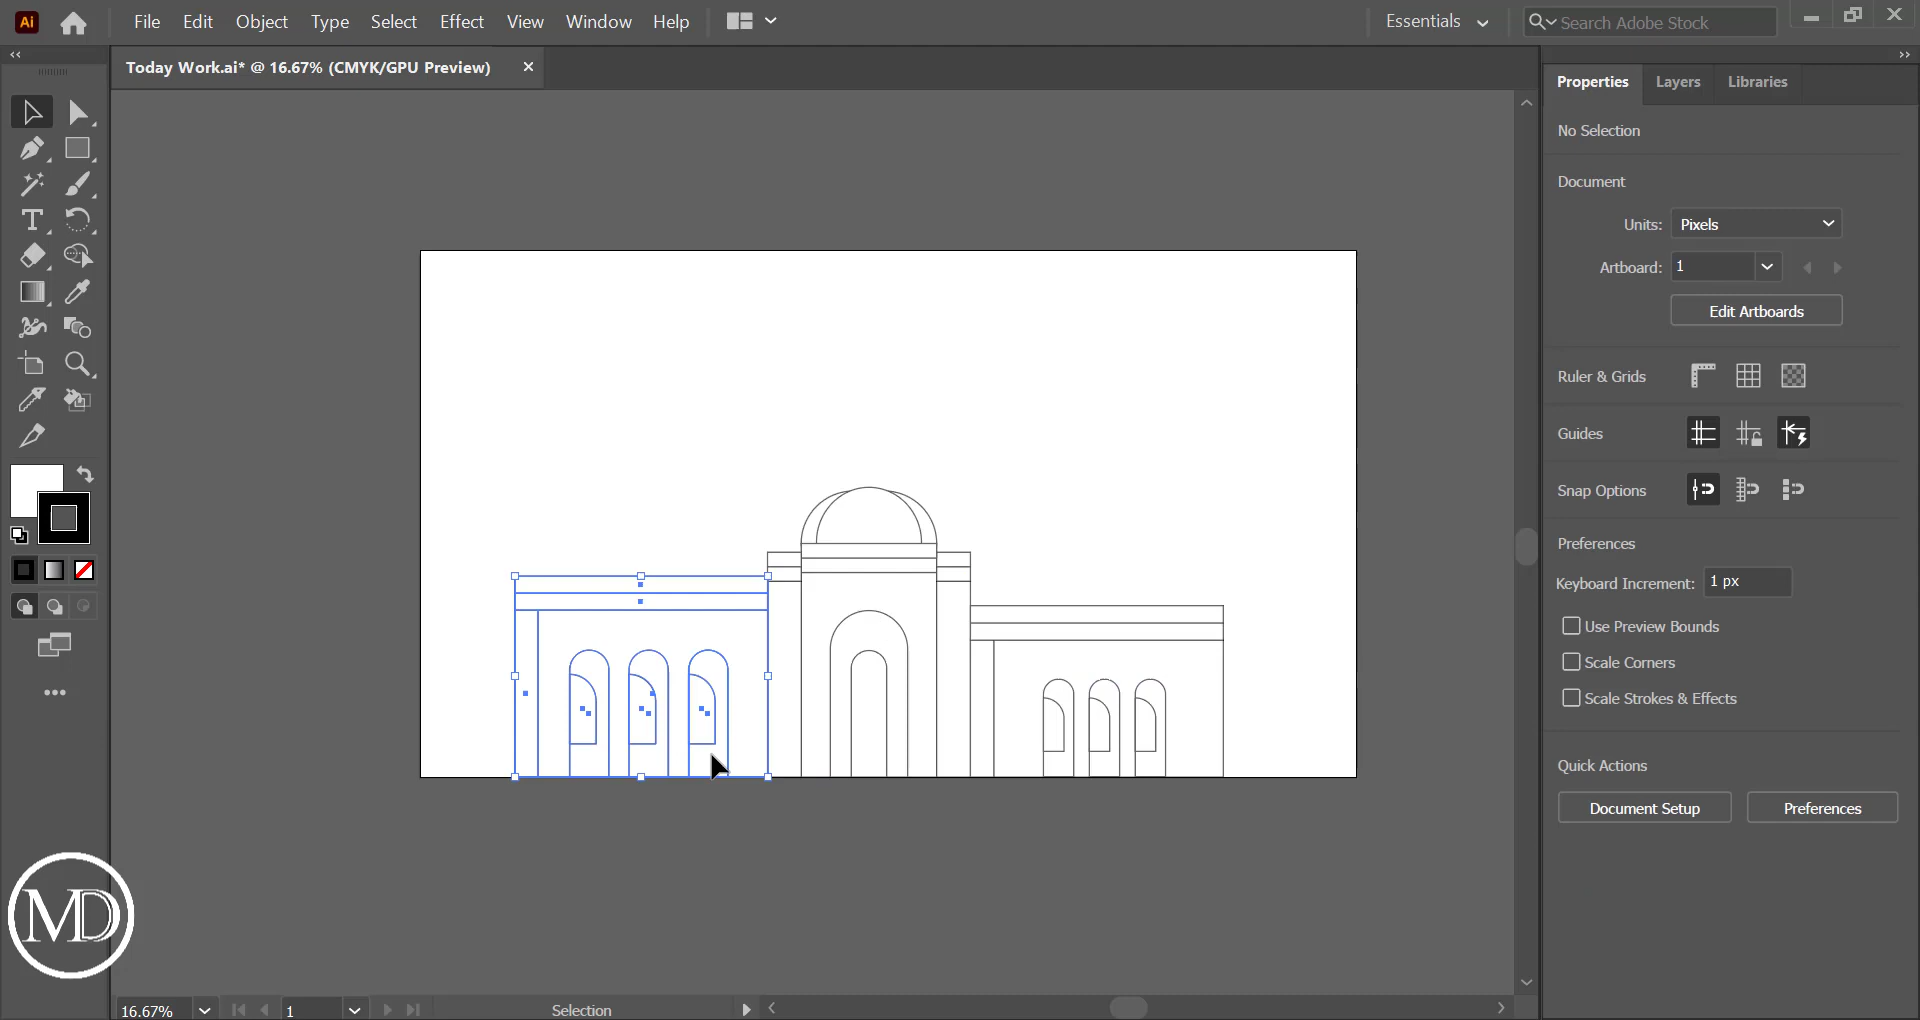 Ai File Edit Object Type Select Effect View Window Help Essentials Search Adobe Stock
Today Work.ai* @ 16.67% (CMYK/GPU Preview)
Properties Layers Libraries
No Selection
Document
Units: Pixels
Artboard: 1
Edit Artboards
Ruler & Grids
Guides
Snap Options
Preferences
Keyboard Increment: 1 px
Use Preview Bounds
Scale Corners
Scale Strokes & Effects
Quick Actions
Document Setup Preferences
MD
16.67% 1 Selection